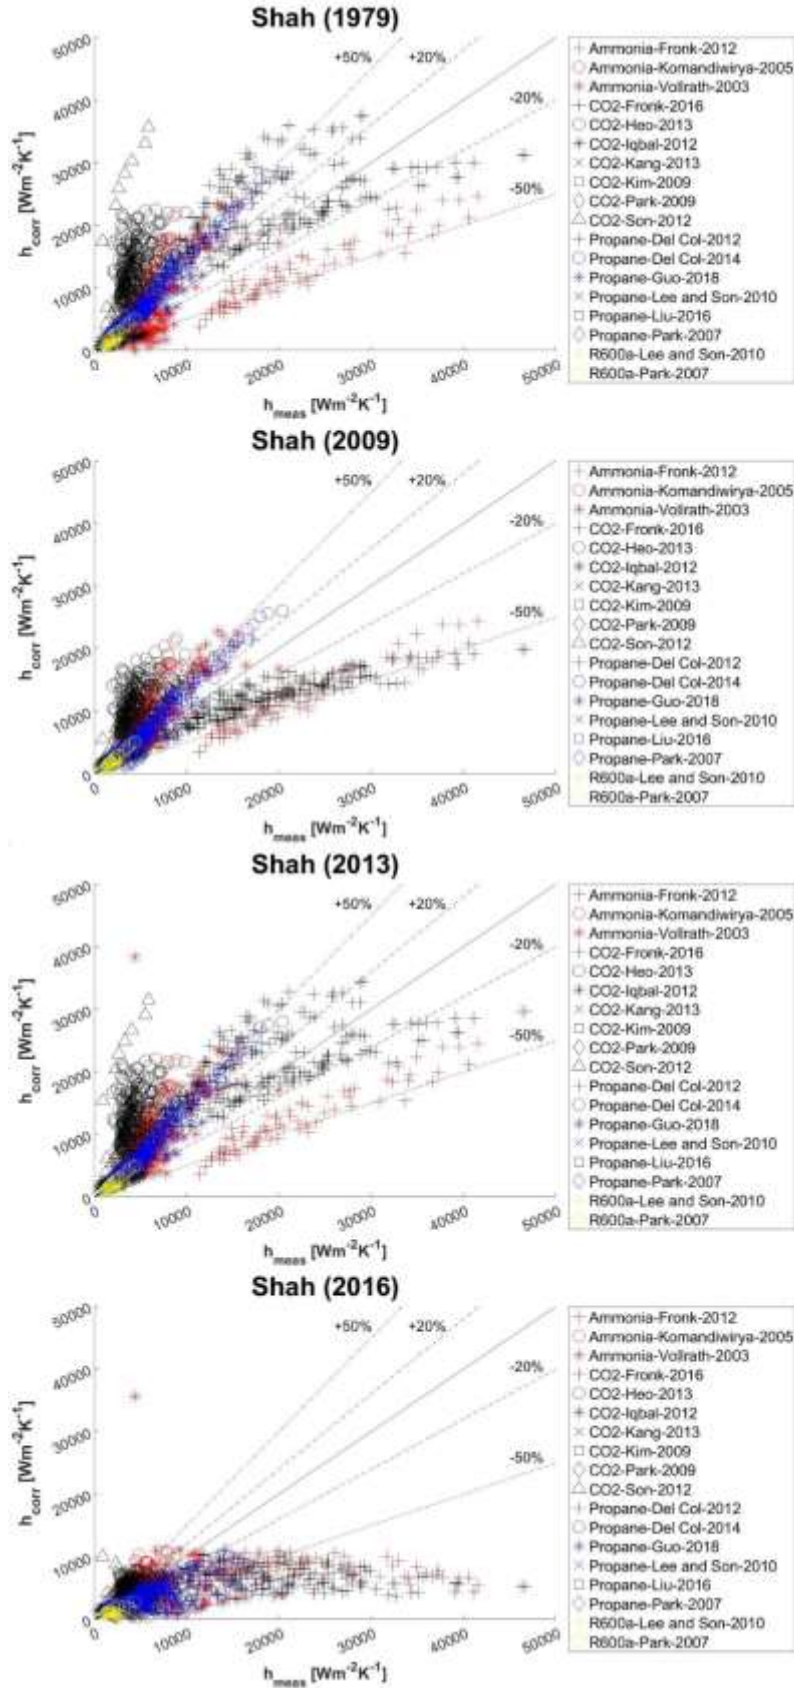 Shah (1979)
50000
40000
30000
20000
10000
0
h_corr [Wm⁻²K⁻¹]
+50%
+20%
-20%
-50%
0
10000
20000
30000
40000
50000
h_meas [Wm⁻²K⁻¹]
Ammonia-Fronk-2012
Ammonia-Komandiwirya-2005
Ammonia-Vollrath-2003
CO2-Fronk-2016
CO2-Heo-2013
CO2-Iqbal-2012
CO2-Kang-2013
CO2-Kim-2009
CO2-Park-2009
CO2-Son-2012
Propane-Del Col-2012
Propane-Del Col-2014
Propane-Guo-2018
Propane-Lee and Son-2010
Propane-Liu-2016
Propane-Park-2007
R600a-Lee and Son-2010
R600a-Park-2007
Shah (2009)
50000
40000
30000
20000
10000
0
h_corr [Wm⁻²K⁻¹]
+50%
+20%
-20%
-50%
0
10000
20000
30000
40000
50000
h_meas [Wm⁻²K⁻¹]
Ammonia-Fronk-2012
Ammonia-Komandiwirya-2005
Ammonia-Vollrath-2003
CO2-Fronk-2016
CO2-Heo-2013
CO2-Iqbal-2012
CO2-Kang-2013
CO2-Kim-2009
CO2-Park-2009
CO2-Son-2012
Propane-Del Col-2012
Propane-Del Col-2014
Propane-Guo-2018
Propane-Lee and Son-2010
Propane-Liu-2016
Propane-Park-2007
R600a-Lee and Son-2010
R600a-Park-2007
Shah (2013)
50000
40000
30000
20000
10000
0
h_corr [Wm⁻²K⁻¹]
+50%
+20%
-20%
-50%
0
10000
20000
30000
40000
50000
h_meas [Wm⁻²K⁻¹]
Ammonia-Fronk-2012
Ammonia-Komandiwirya-2005
Ammonia-Vollrath-2003
CO2-Fronk-2016
CO2-Heo-2013
CO2-Iqbal-2012
CO2-Kang-2013
CO2-Kim-2009
CO2-Park-2009
CO2-Son-2012
Propane-Del Col-2012
Propane-Del Col-2014
Propane-Guo-2018
Propane-Lee and Son-2010
Propane-Liu-2016
Propane-Park-2007
R600a-Lee and Son-2010
R600a-Park-2007
Shah (2016)
50000
40000
30000
20000
10000
0
h_corr [Wm⁻²K⁻¹]
+50%
+20%
-20%
-50%
0
10000
20000
30000
40000
50000
h_meas [Wm⁻²K⁻¹]
Ammonia-Fronk-2012
Ammonia-Komandiwirya-2005
Ammonia-Vollrath-2003
CO2-Fronk-2016
CO2-Heo-2013
CO2-Iqbal-2012
CO2-Kang-2013
CO2-Kim-2009
CO2-Park-2009
CO2-Son-2012
Propane-Del Col-2012
Propane-Del Col-2014
Propane-Guo-2018
Propane-Lee and Son-2010
Propane-Liu-2016
Propane-Park-2007
R600a-Lee and Son-2010
R600a-Park-2007